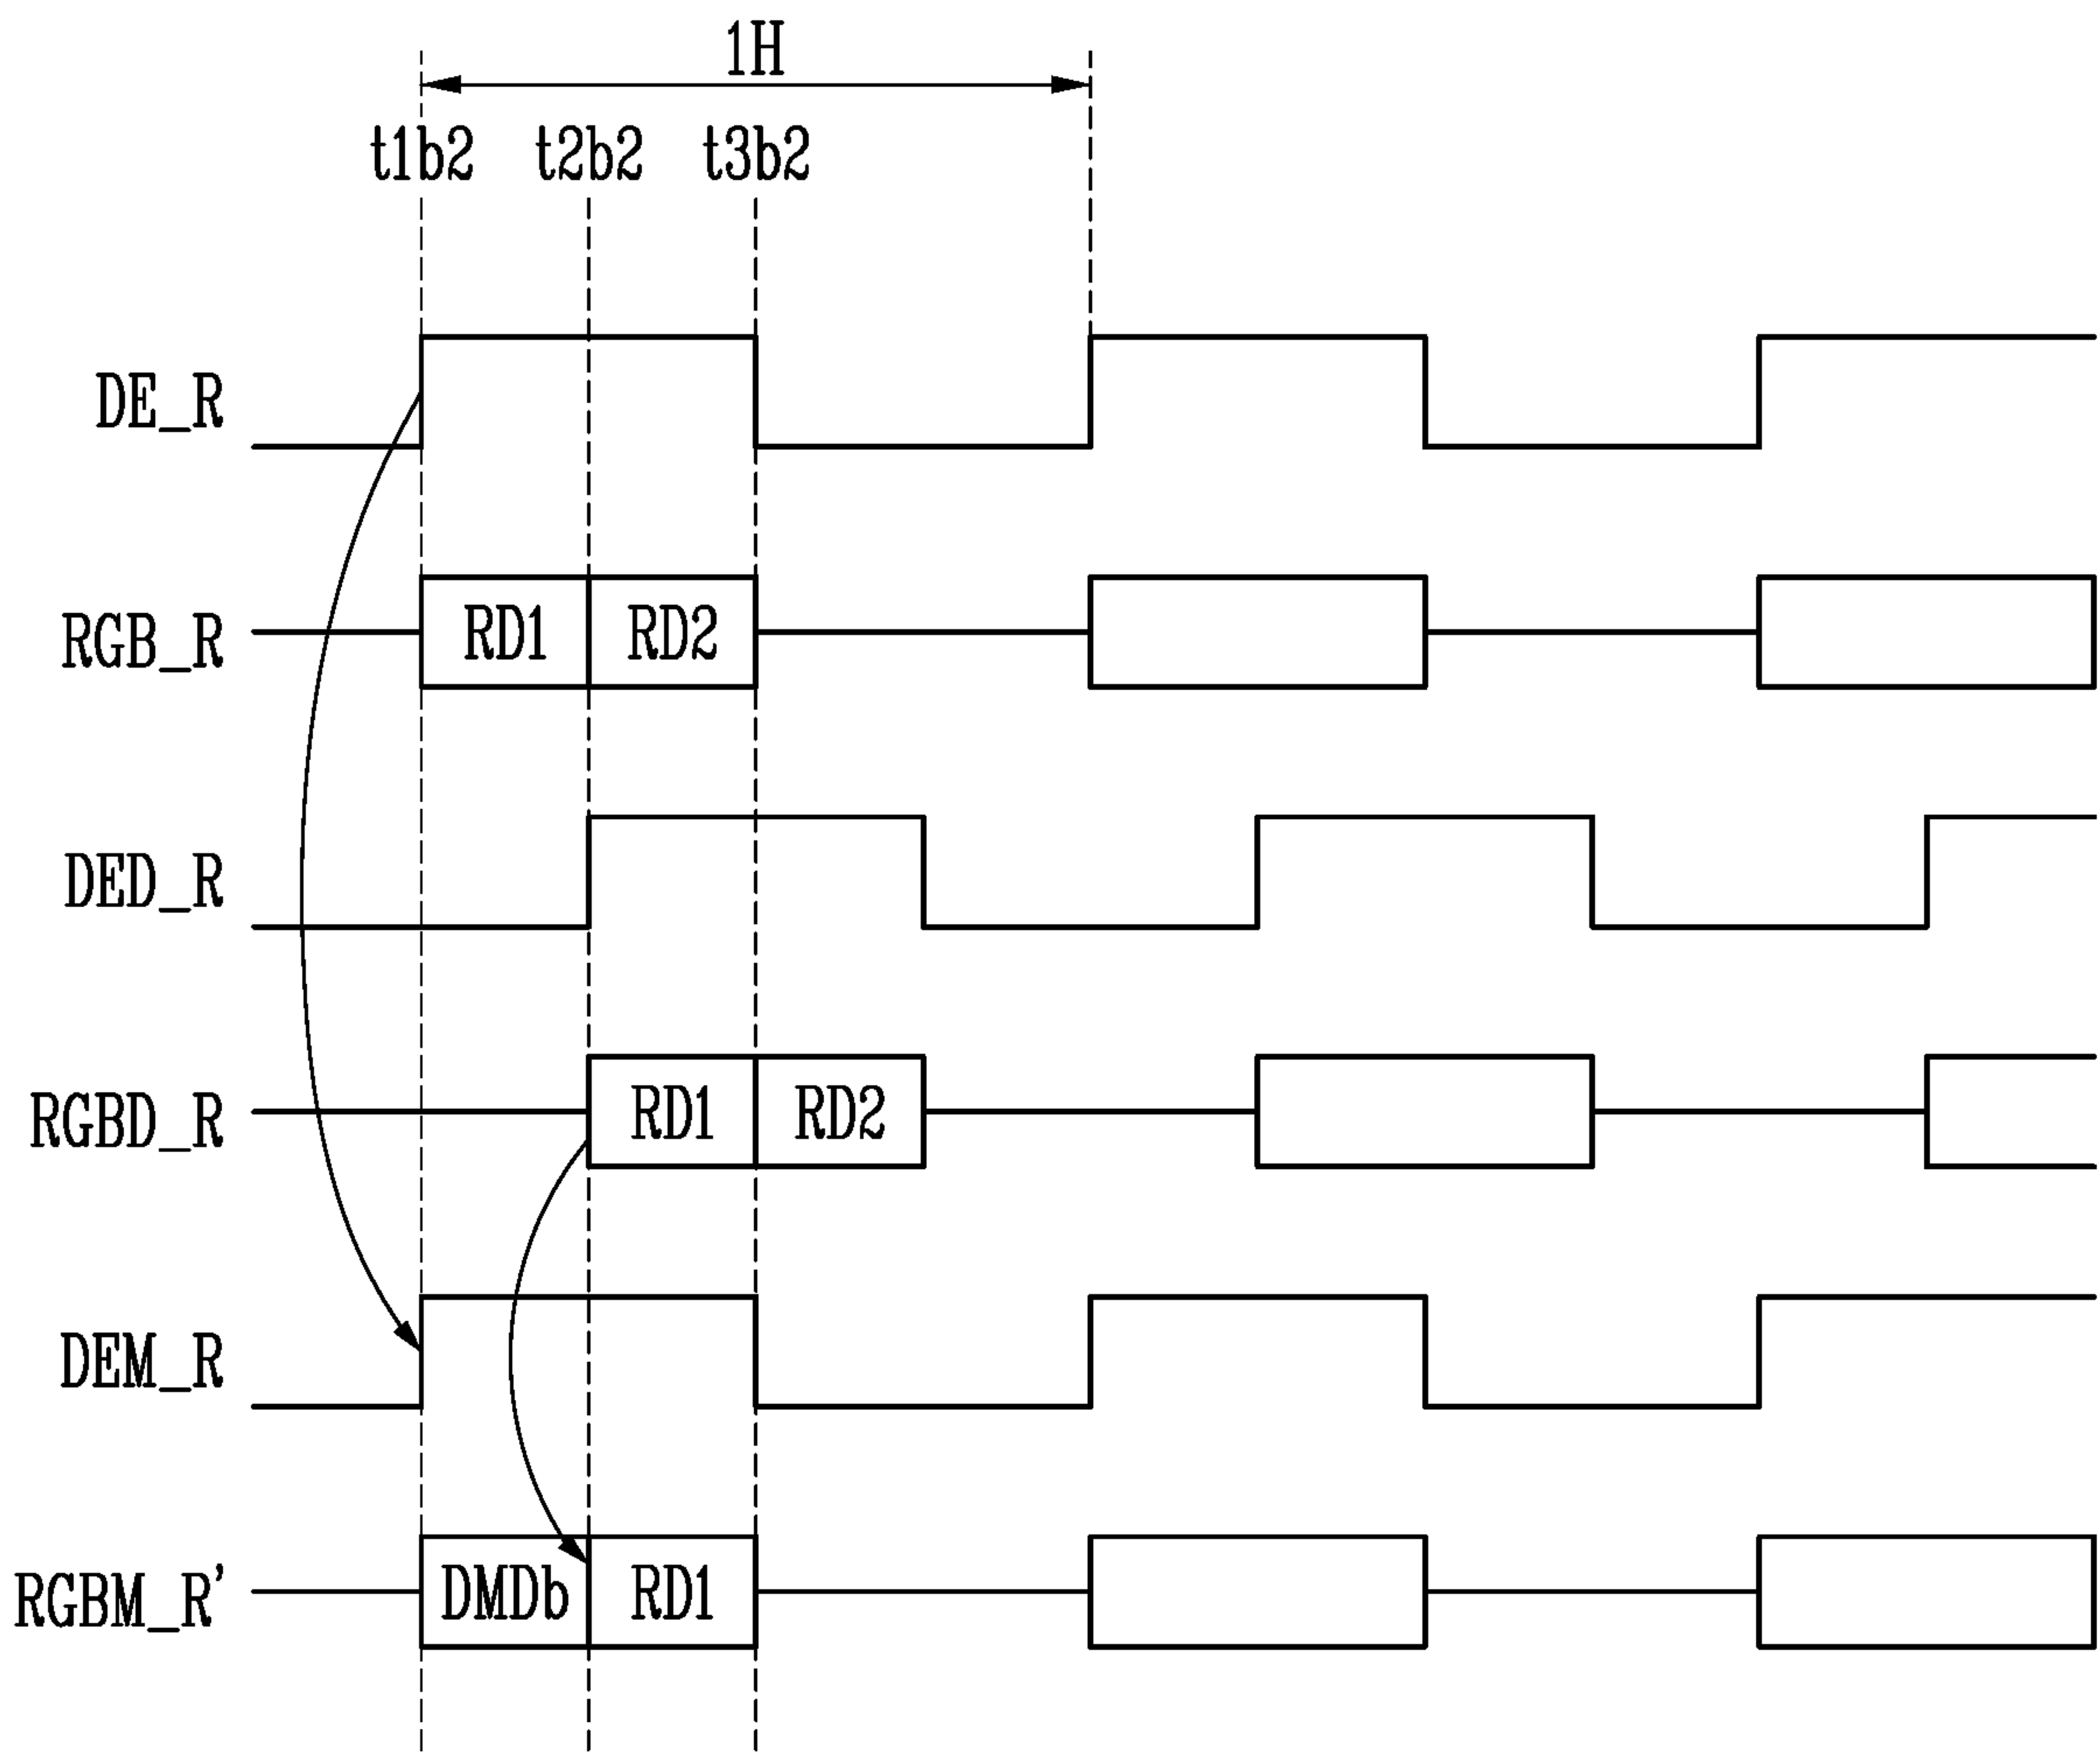 1H
t1b2 t2b2 t3b2
DE_R
RGB_R RD1 RD2
DED_R
RGBD_R RD1 RD2
DEM_R
RGBM_R' DMDb RD1